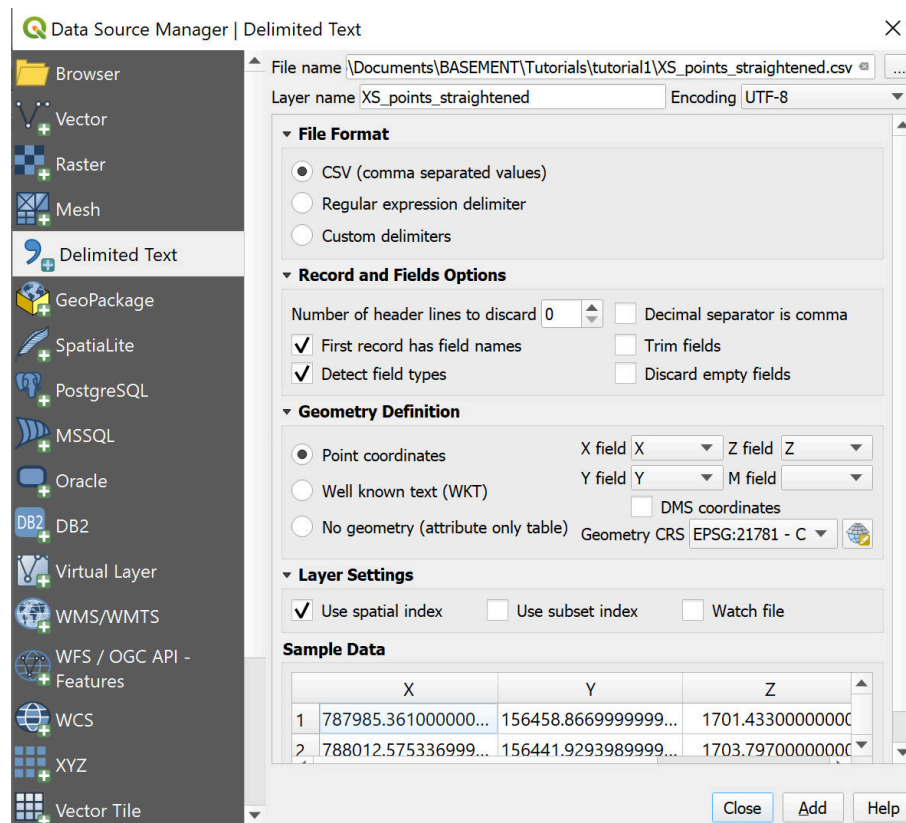 Data Source Manager | Delimited Text
Browser
Vector
Raster
Mesh
Delimited Text
GeoPackage
SpatiaLite
PostgreSQL
MSSQL
Oracle
DB2 DB2
Virtual Layer
WMS/WMTS
WFS / OGC API -
Features
WCS
XYZ
Vector Tile
File name \Documents\BASEMENT\Tutorials\tutorial1\XS_points_straightened.csv ...
Layer name XS_points_straightened Encoding UTF-8
File Format
CSV (comma separated values)
Regular expression delimiter
Custom delimiters
Record and Fields Options
Number of header lines to discard 0 Decimal separator is comma
First record has field names Trim fields
Detect field types Discard empty fields
Geometry Definition
Point coordinates X field X Z field Z
Well known text (WKT) Y field Y M field
DMS coordinates
No geometry (attribute only table) Geometry CRS EPSG:21781 - C
Layer Settings
Use spatial index Use subset index Watch file
Sample Data
X Y Z
1 787985.361000000... 156458.8669999999... 1701.43300000000
2 788012.575336999... 156441.9293989999... 1703.79700000000
Close Add Help